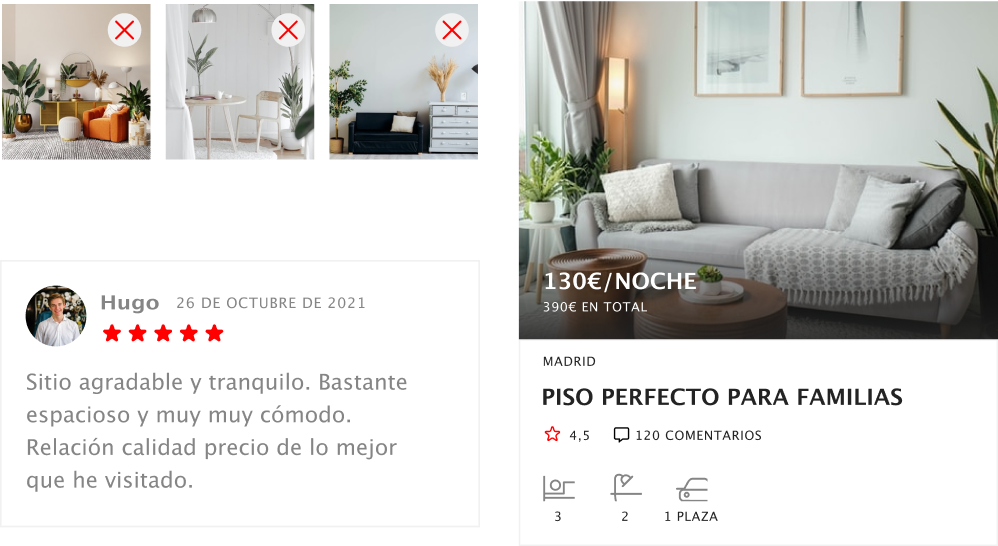 Hugo 26 DE OCTUBRE DE 2021
Sitio agradable y tranquilo. Bastante
espacioso y muy muy cómodo.
Relación calidad precio de lo mejor
que he visitado.
130€/NOCHE
390€ EN TOTAL
MADRID
PISO PERFECTO PARA FAMILIAS
4,5 120 COMENTARIOS
3 2 1 PLAZA